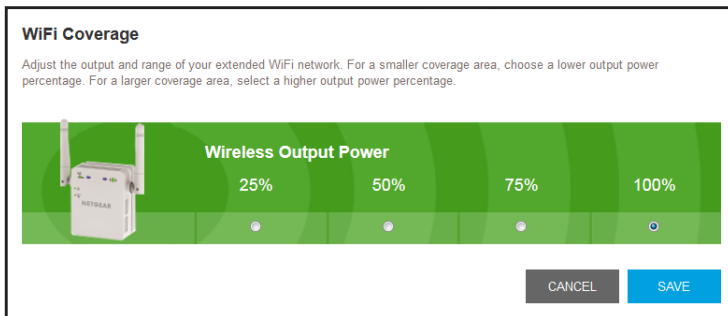 WiFi Coverage
Adjust the output and range of your extended WiFi network. For a smaller coverage area, choose a lower output power
percentage. For a larger coverage area, select a higher output power percentage.
Wireless Output Power
25% 50% 75% 100%
NETGEAR
CANCEL SAVE